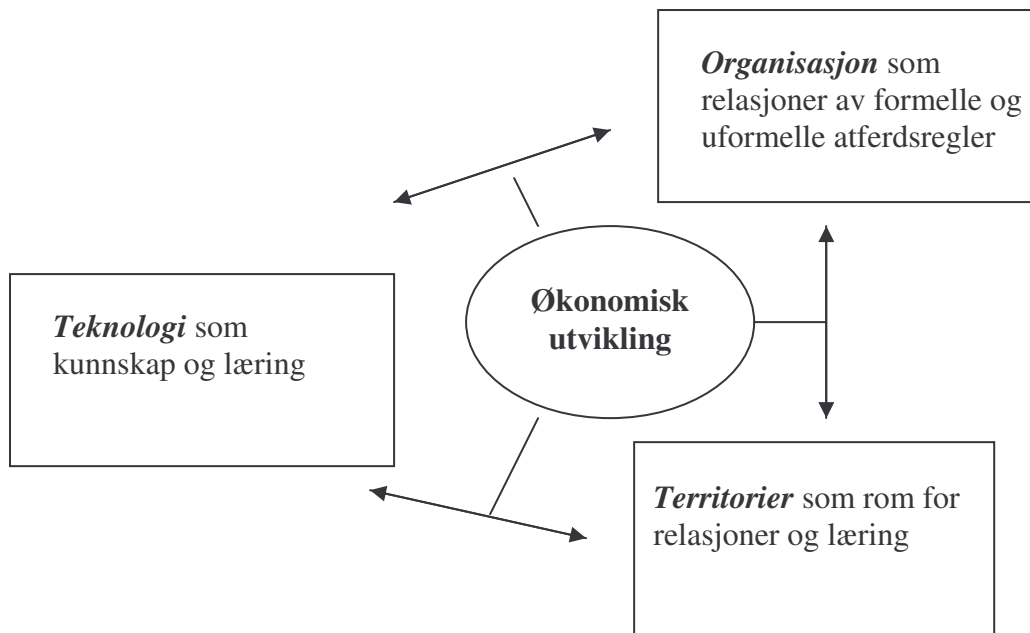 Organisasjon som
relasjoner av formelle og
uformelle atferdsregler
Økonomisk
utvikling
Teknologi som
kunnskap og læring
Territorier som rom for
relasjoner og læring